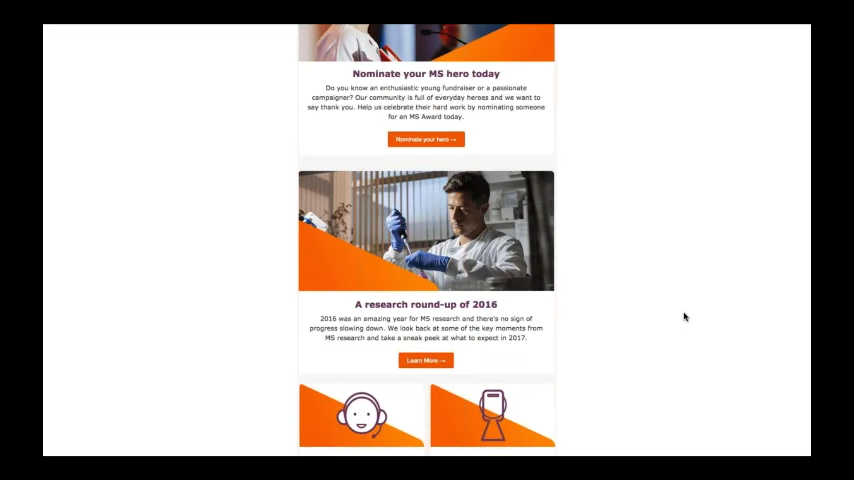 Nominate your MS hero today
Do you know an enthusiastic young fundraiser or a passionate
campaigner? Our community is full of everyday heroes and we want to
say thank you. Help us celebrate their hard work by nominating someone
for an MS Award today.
Nominate your hero →
A research round-up of 2016
2016 was an amazing year for MS research and there's no sign of
progress slowing down. We look back at some of the key moments from
MS research and take a sneak peek at what to expect in 2017.
Learn More →